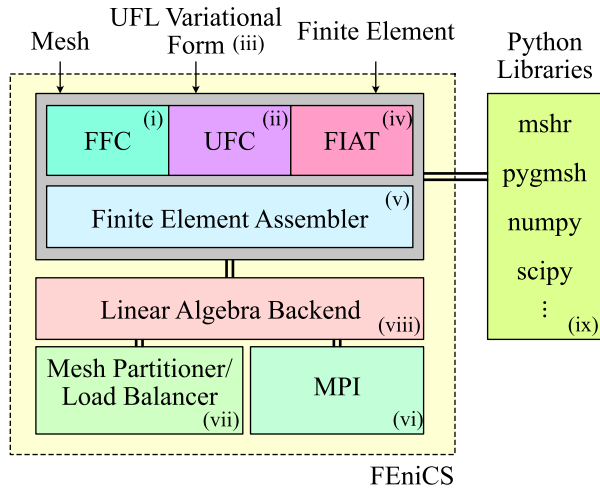 Mesh
UFL Variational
Form (iii)
Finite Element
Python
Libraries
FFC (i)
UFC (ii)
FIAT (iv)
Finite Element Assembler (v)
mshr
pygmsh
numpy
scipy
⋮
(ix)
Linear Algebra Backend
(viii)
Mesh Partitioner/
Load Balancer
(vii)
MPI
(vi)
FEniCS